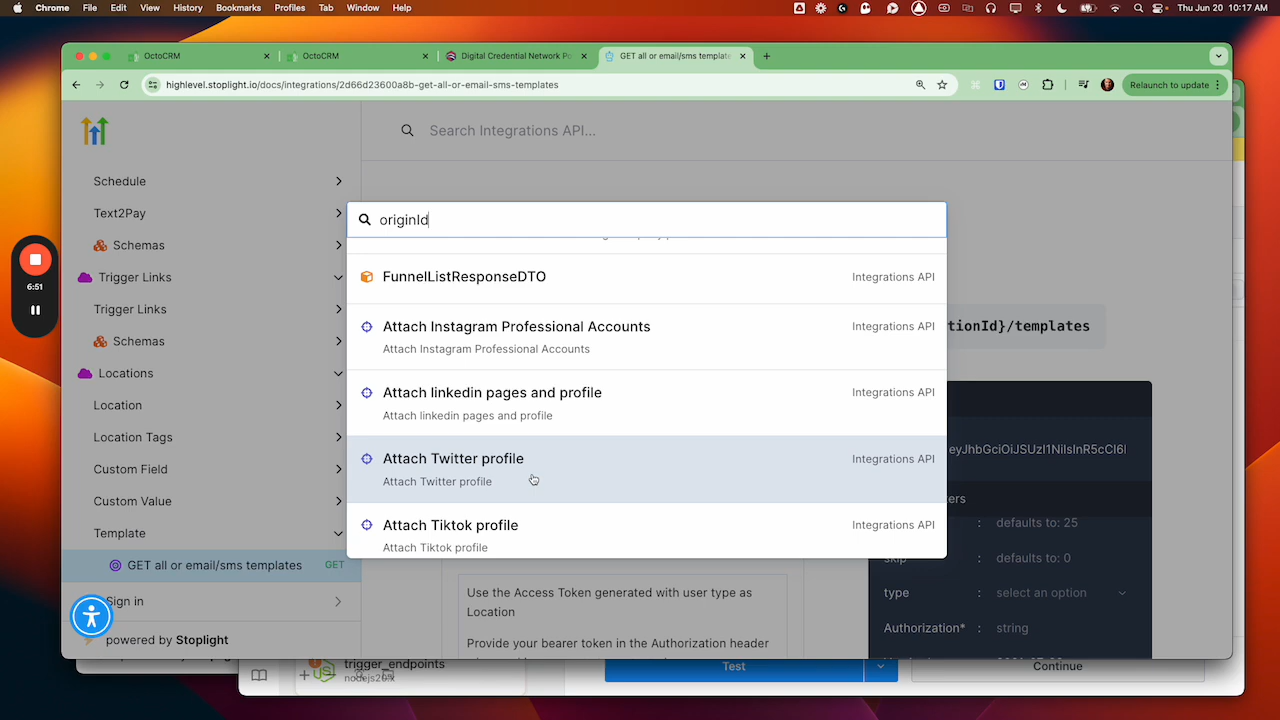 Chrome File Edit View History Bookmarks Profiles Tab Window Help Thu Jun 20 10:17 AM
OctoCRM OctoCRM Digital Credential Network Po GET all or email/sms template
highlevel.stoplight.io/docs/integrations/2d66d23600a8b-get-all-or-email-sms-templates Relaunch to update
Search Integrations API...
Schedule
Text2Pay
Schemas
Trigger Links
Trigger Links
Schemas
Locations
Location
Location Tags
Custom Field
Custom Value
Template
GET all or email/sms templates GET
Sign in
powered by Stoplight
6:51
originId
FunnelListResponseDTO Integrations API
Attach Instagram Professional Accounts Integrations API
Attach Instagram Professional Accounts
Attach linkedin pages and profile Integrations API
Attach linkedin pages and profile
Attach Twitter profile Integrations API
Attach Twitter profile
Attach Tiktok profile Integrations API
Attach Tiktok profile
tionId}/templates
eyJhbGciOiJSUzI1NiIsInR5cCI6I
ers
defaults to: 25
skip : defaults to: 0
type : select an option
Authorization* : string
Use the Access Token generated with user type as
Location
Provide your bearer token in the Authorization header
trigger_endpoints
Test
Continue